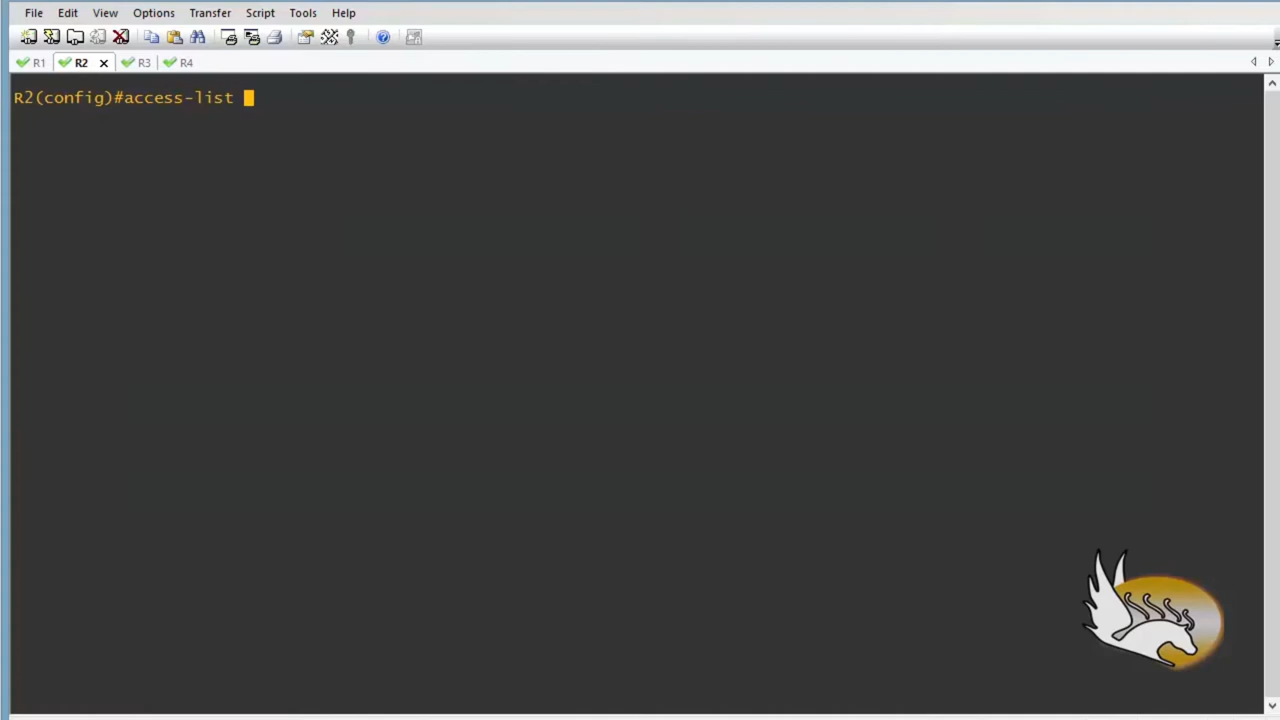 File Edit View Options Transfer Script Tools Help
R1 R2 R3 R4
R2(config)#access-list